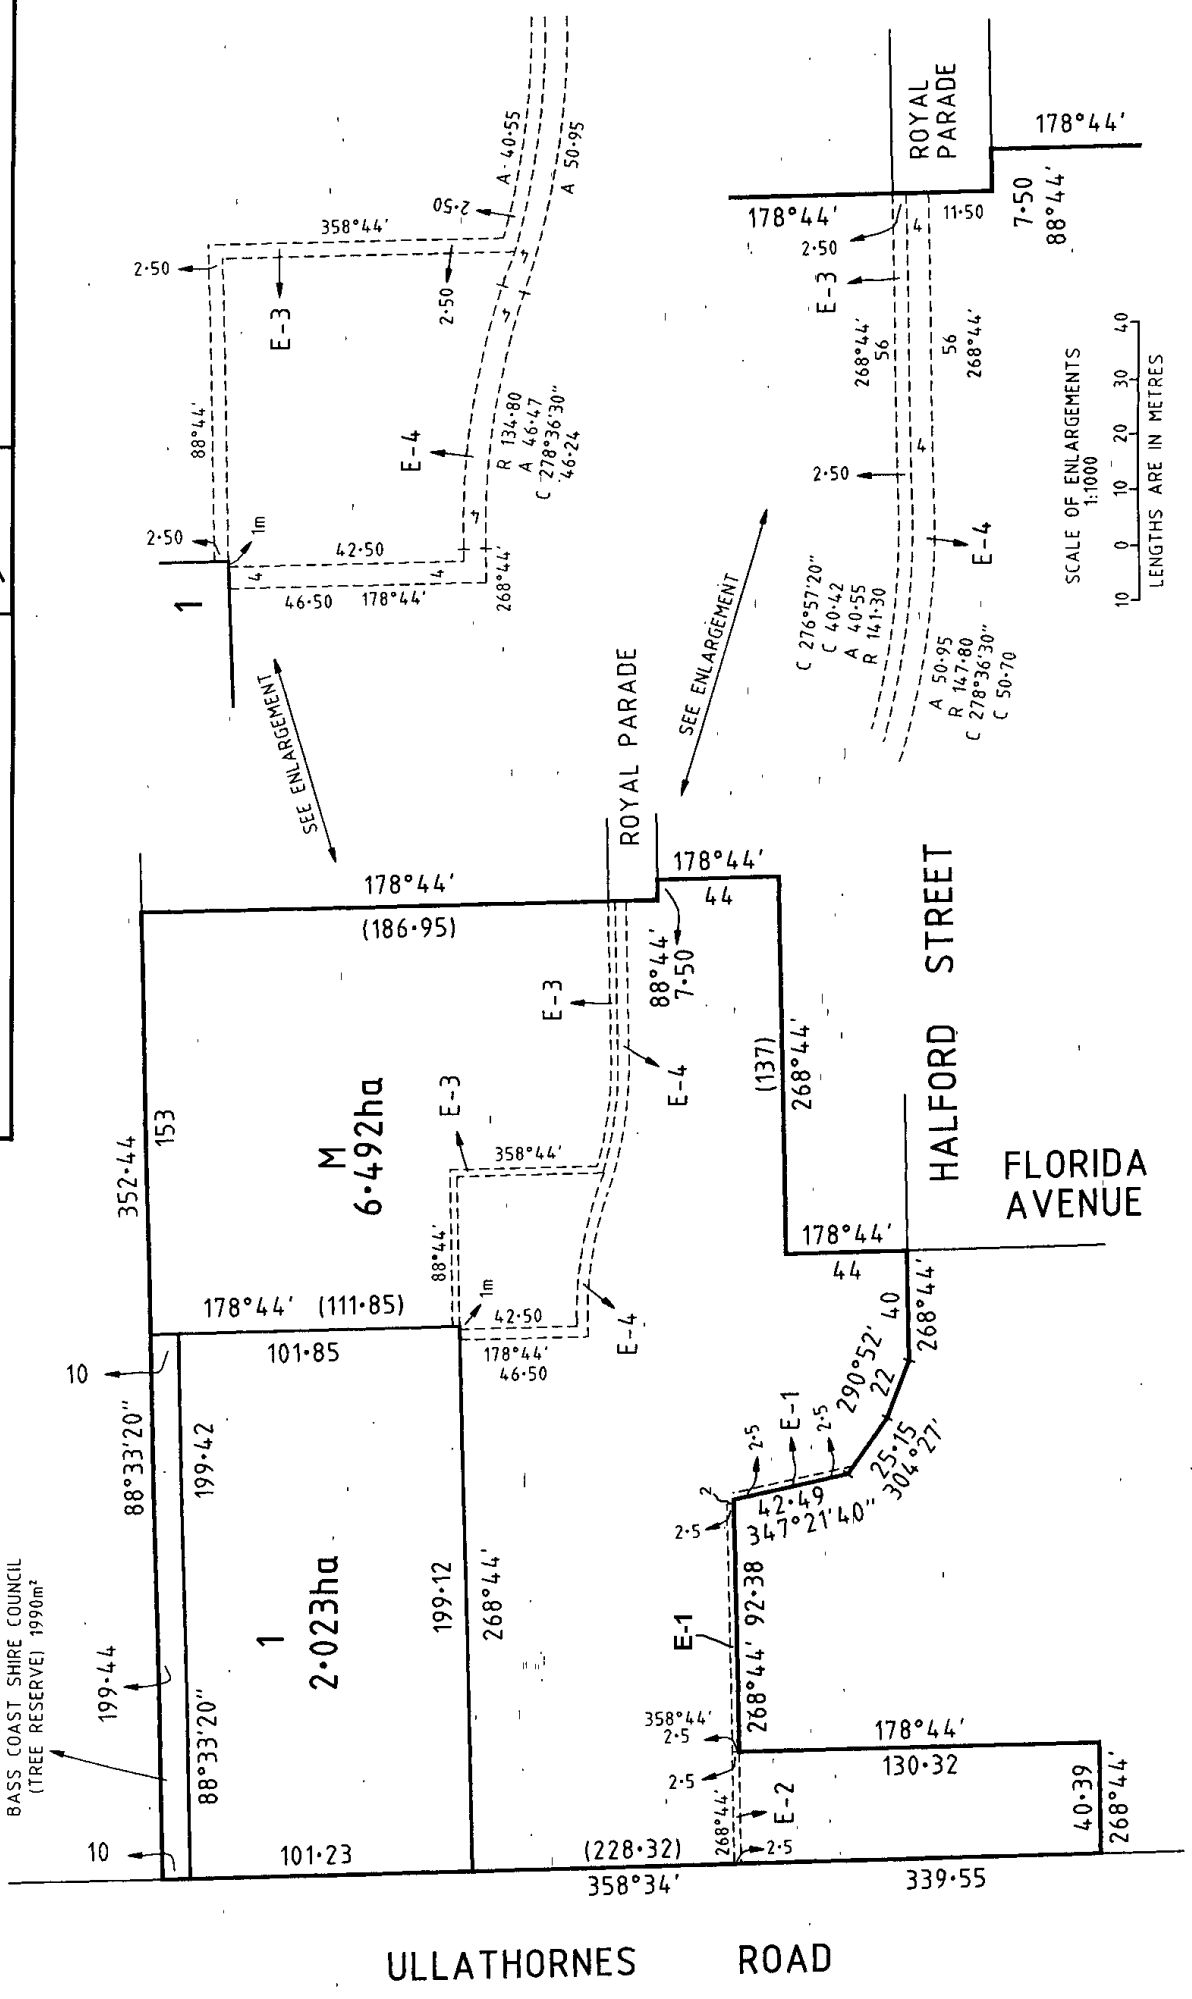 2·50
88°44'
2·50
358°44'
E-3
2·50
2·50
A 40·55
A 50·95
4
4
E-4
R 134·80
A 46·47
C 278°36'30"
46·24
4
1
1m
4
42·50
4
46·50
178°44'
268°44'
SEE ENLARGEMENT
ROYAL
PARADE
178°44'
178°44'
2·50
4
11·50
7·50
88°44'
E-3
268°44'
56
56
268°44'
2·50
4
E-4
C 276°57'20"
C 40·42
A 40·55
R 141·30
A 50·95
R 147·80
C 278°36'30"
C 50·70
SCALE OF ENLARGEMENTS
1:1000
10 0 10 20 30 40
LENGTHS ARE IN METRES
SEE ENLARGEMENT
ROYAL PARADE
178°44'
(186·95)
178°44'
44
88°44'
7·50
352·44
153
M
6·492ha
E-3
E-3
E-4
358°44'
88°44'
1m
42·50
178°44'
46·50
E-4
(137)
268°44'
178°44'
44
HALFORD STREET
FLORIDA
AVENUE
178°44' (111·85)
101·85
10
88°33'20"
199·42
40
268°44'
290°52'
22
25·15
304°27'
2·5
E-1
2·5
2
2·5
42·49
347°21'40"
BASS COAST SHIRE COUNCIL
(TREE RESERVE) 1990m²
199·44
88°33'20"
1
2·023ha
199·12
268°44'
E-1
268°44' 92·38
358°44'
2·5
2·5
178°44'
130·32
268°44'
E-2
2·5
40·39
268°44'
10
101·23
(228·32)
358°34'
339·55
ULLATHORNES ROAD